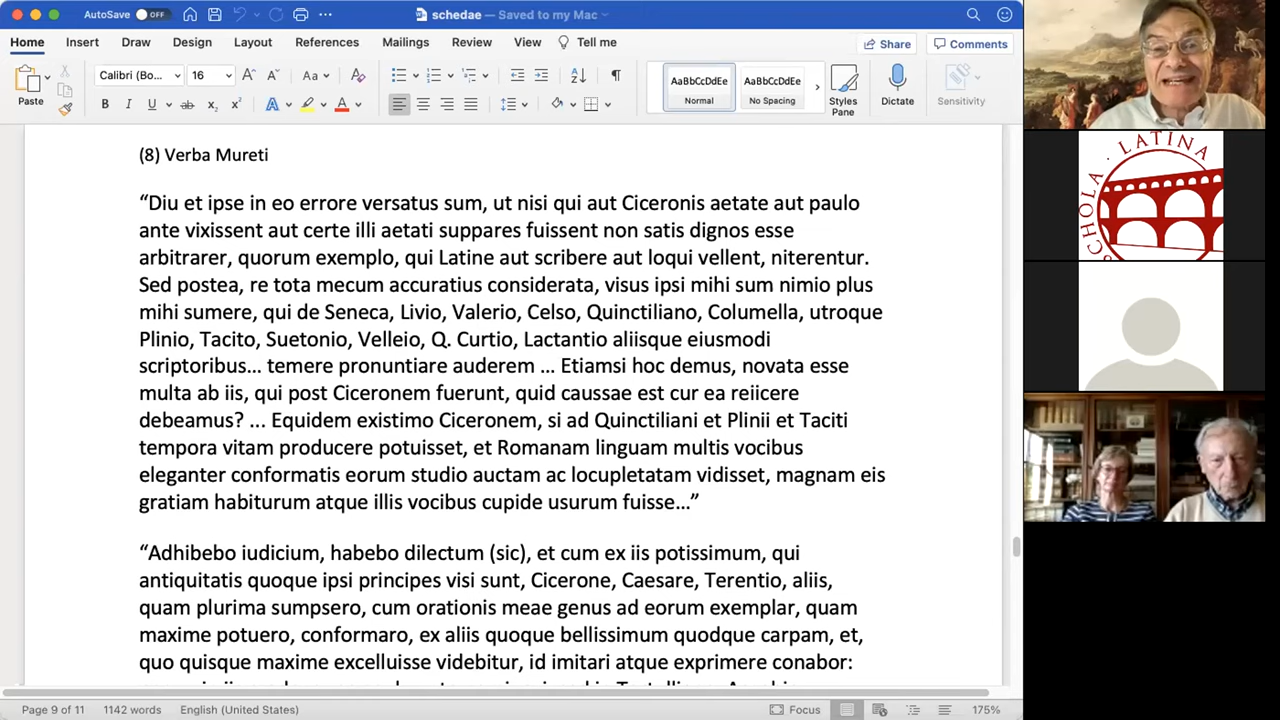 AutoSave OFF
schedae — Saved to my Mac
Home Insert Draw Design Layout References Mailings Review View Tell me
Share Comments
Paste
Calibri (Bo... 16
AaBbCcDdEe
Normal
AaBbCcDdEe
No Spacing
Styles
Pane
Dictate
Sensitivity
(8) Verba Mureti
“Diu et ipse in eo errore versatus sum, ut nisi qui aut Ciceronis aetate aut paulo
ante vixissent aut certe illi aetati suppares fuissent non satis dignos esse
arbitrarer, quorum exemplo, qui Latine aut scribere aut loqui vellent, niterentur.
Sed postea, re tota mecum accuratius considerata, visus ipsi mihi sum nimio plus
mihi sumere, qui de Seneca, Livio, Valerio, Celso, Quinctiliano, Columella, utroque
Plinio, Tacito, Suetonio, Velleio, Q. Curtio, Lactantio aliisque eiusmodi
scriptoribus... temere pronuntiare auderem ... Etiamsi hoc demus, novata esse
multa ab iis, qui post Ciceronem fuerunt, quid caussae est cur ea reiicere
debeamus? ... Equidem existimo Ciceronem, si ad Quinctiliani et Plinii et Taciti
tempora vitam producere potuisset, et Romanam linguam multis vocibus
eleganter conformatis eorum studio auctam ac locupletatam vidisset, magnam eis
gratiam habiturum atque illis vocibus cupide usurum fuisse...”
“Adhibebo iudicium, habebo dilectum (sic), et cum ex iis potissimum, qui
antiquitatis quoque ipsi principes visi sunt, Cicerone, Caesare, Terentio, aliis,
quam plurima sumpsero, cum orationis meae genus ad eorum exemplar, quam
maxime potuero, conformaro, ex aliis quoque bellissimum quodque carpam, et,
quo quisque maxime excelluisse videbitur, id imitari atque exprimere conabor:
Page 9 of 11 1142 words English (United States) Focus 175%
SCHOLA LATINA